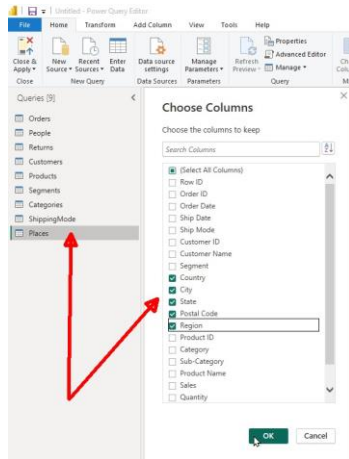 Untitled - Power Query Editor
File Home Transform Add Column View Tools Help
Close & Apply
New Source
Recent Sources
Enter Data
Data source settings
Manage Parameters
Refresh Preview
Properties
Advanced Editor
Manage
Close
New Query
Data Sources
Parameters
Query
Queries [9]
Orders
People
Returns
Customers
Products
Segments
Categories
ShippingMode
Places
Choose Columns
Choose the columns to keep
Search Columns
(Select All Columns)
Row ID
Order ID
Order Date
Ship Date
Ship Mode
Customer ID
Customer Name
Segment
Country
City
State
Postal Code
Region
Product ID
Category
Sub-Category
Product Name
Sales
Quantity
OK Cancel